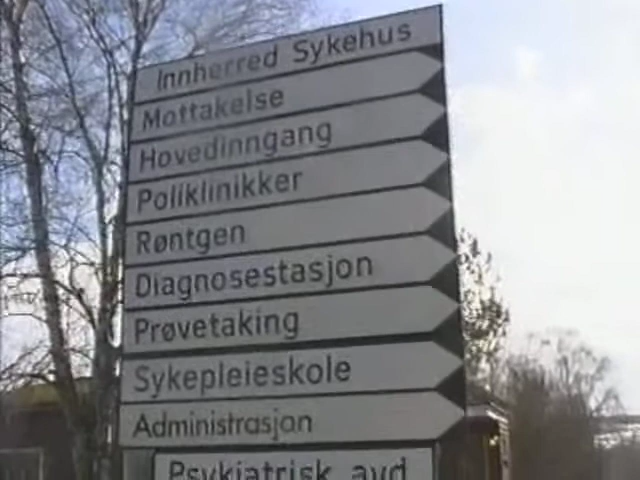 Innherred Sykehus
Mottakelse
Hovedinngang
Poliklinikker
Røntgen
Diagnosestasjon
Prøvetaking
Sykepleieskole
Administrasjon
Psykiatrisk avd